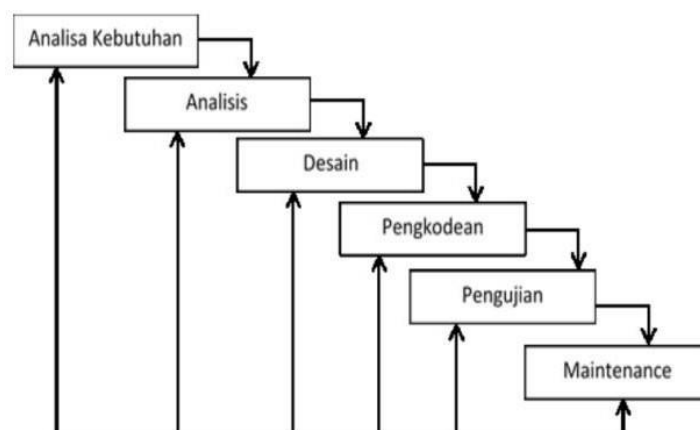 Analisa Kebutuhan
Analisis
Desain
Pengkodean
Pengujian
Maintenance